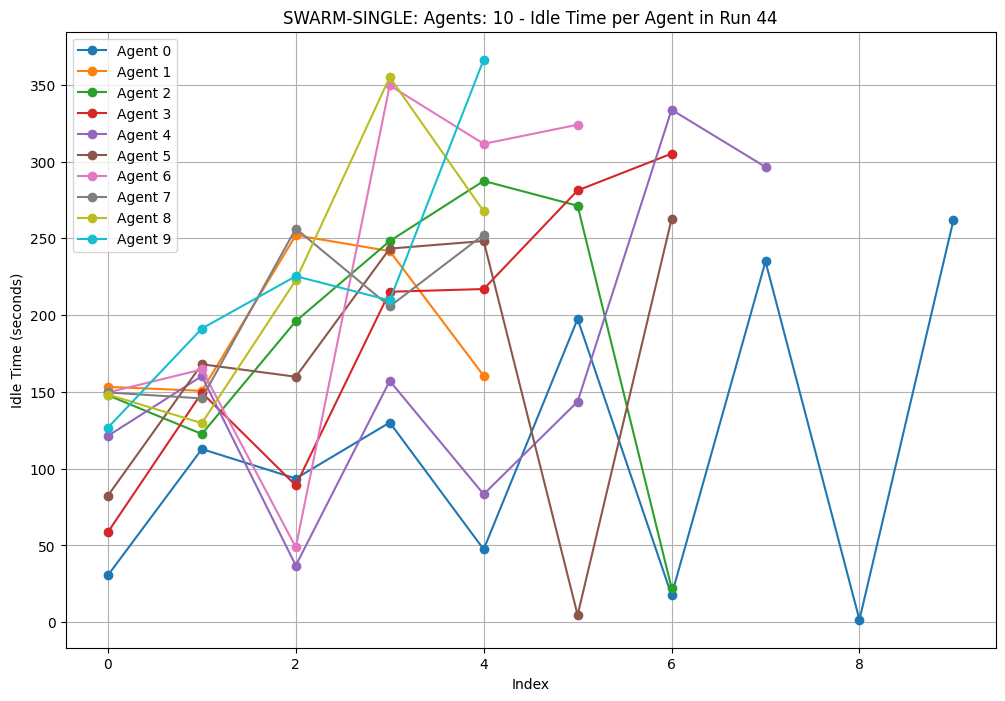 SWARM-SINGLE: Agents: 10 - Idle Time per Agent in Run 44
Agent 0
Agent 1
Agent 2
Agent 3
Agent 4
Agent 5
Agent 6
Agent 7
Agent 8
Agent 9
350
300
250
200
150
100
50
0
Idle Time (seconds)
0 2 4 6 8
Index